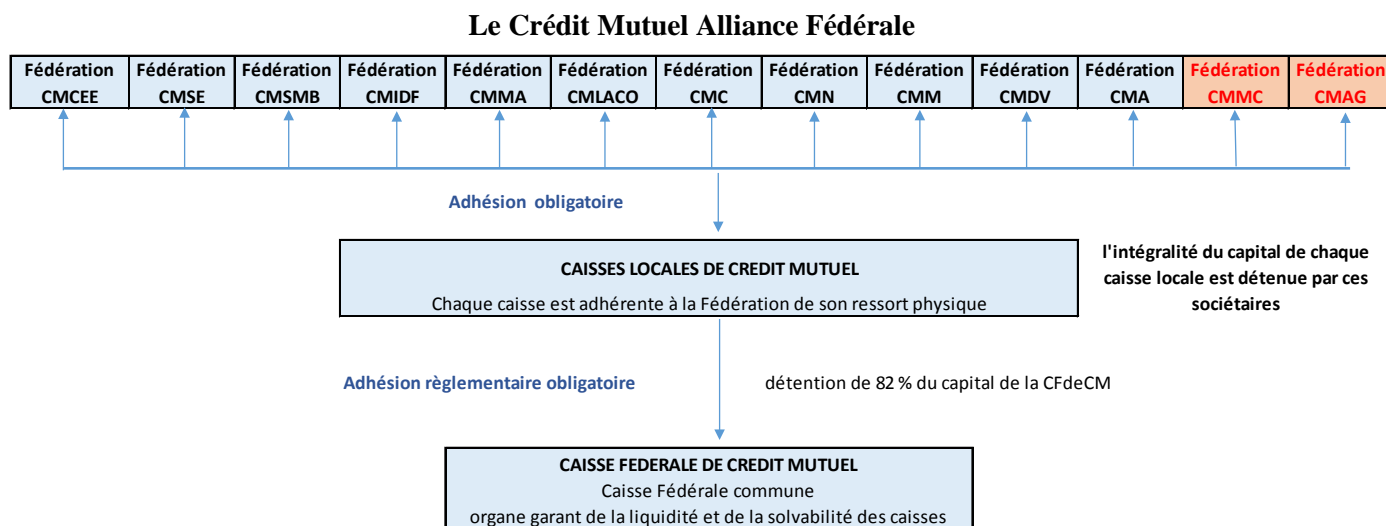 Le Crédit Mutuel Alliance Fédérale
Fédération CMCEE
Fédération CMSE
Fédération CMSMB
Fédération CMIDF
Fédération CMMA
Fédération CMLACO
Fédération CMC
Fédération CMN
Fédération CMM
Fédération CMDV
Fédération CMA
Fédération CMMC
Fédération CMAG
Adhésion obligatoire
CAISSES LOCALES DE CREDIT MUTUEL
Chaque caisse est adhérente à la Fédération de son ressort physique
l'intégralité du capital de chaque
caisse locale est détenue par ces
sociétaires
Adhésion règlementaire obligatoire
détention de 82 % du capital de la CFdeCM
CAISSE FEDERALE DE CREDIT MUTUEL
Caisse Fédérale commune
organe garant de la liquidité et de la solvabilité des caisses